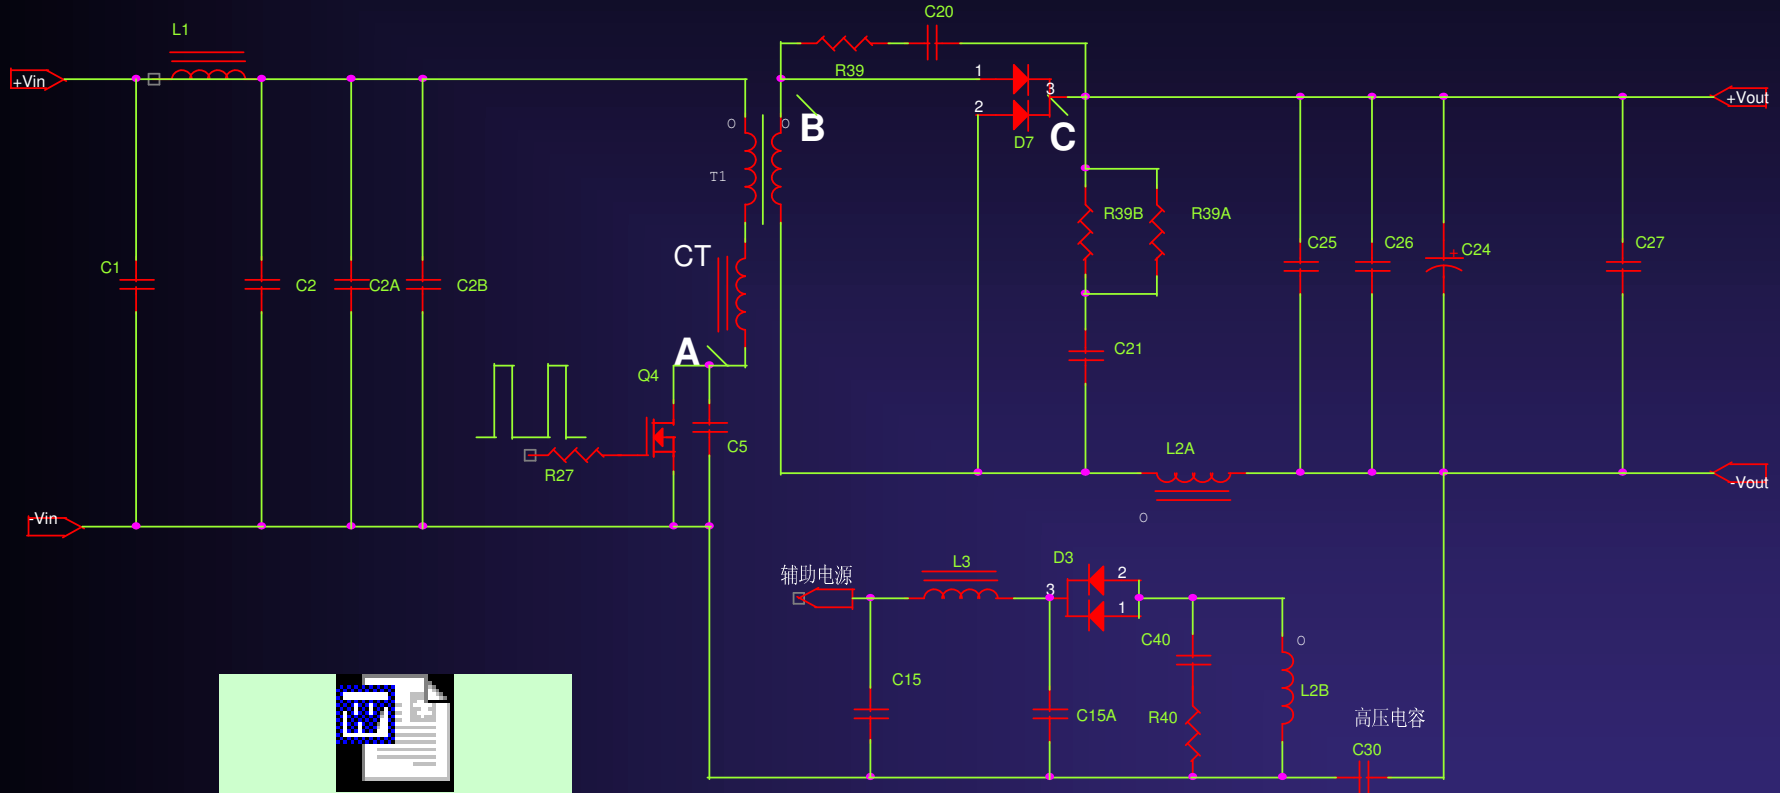 L1
C20
+Vin
R39
1
3
2
+Vout
B
C
D7
T1
R39B
R39A
CT
C25
C26
+
C24
C27
C1
C2
C2A
C2B
A
C21
Q4
C5
R27
L2A
-Vout
-Vin
L3
D3
辅助电源
3
2
1
C40
C15
C15A
R40
L2B
高压电容
C30